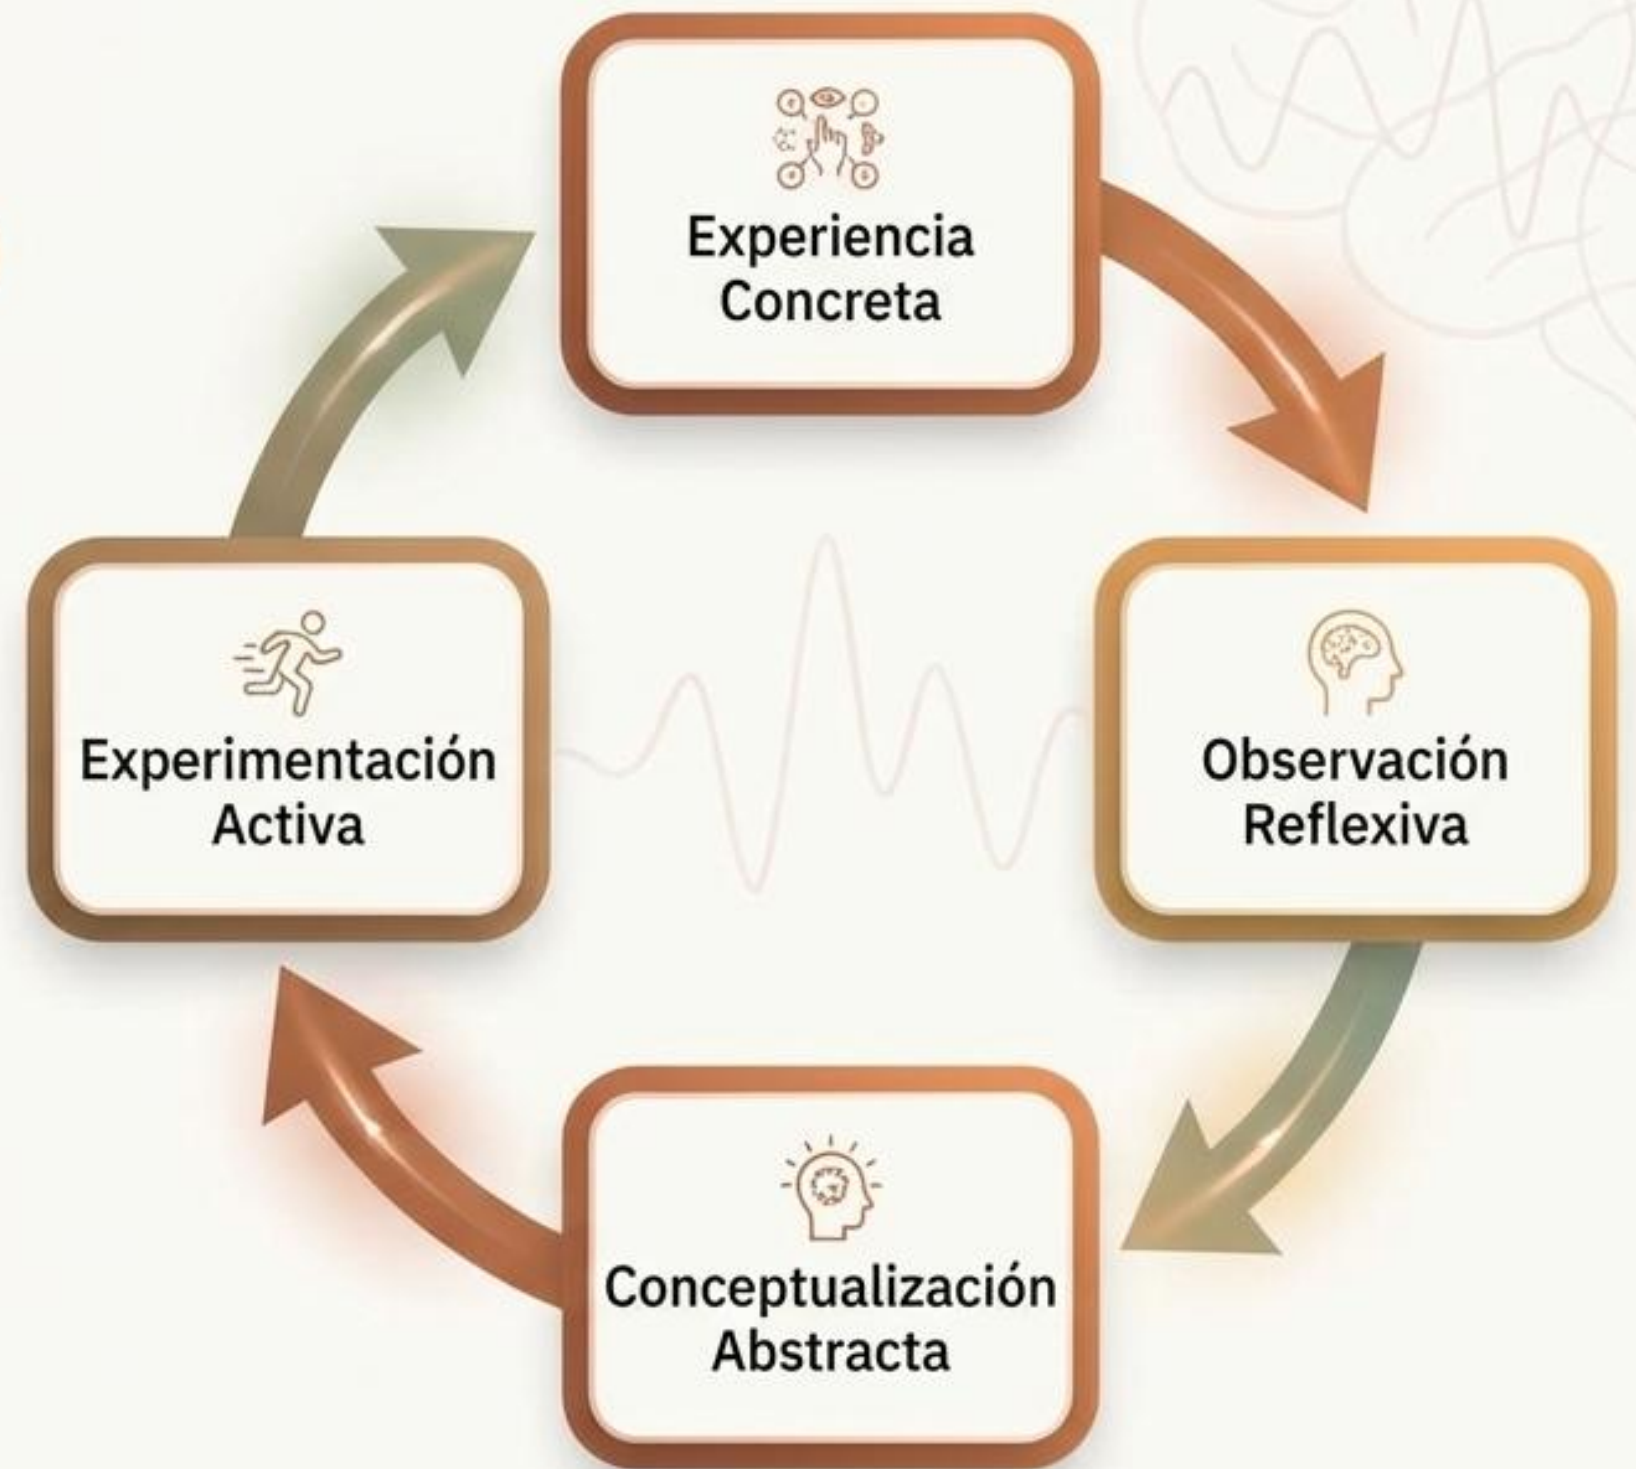 Experiencia
Concreta
Experimentación
Activa
Observación
Reflexiva
Conceptualización
Abstracta